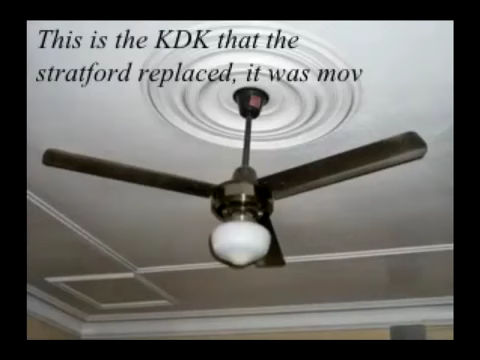 This is the KDK that the
stratford replaced, it was mov